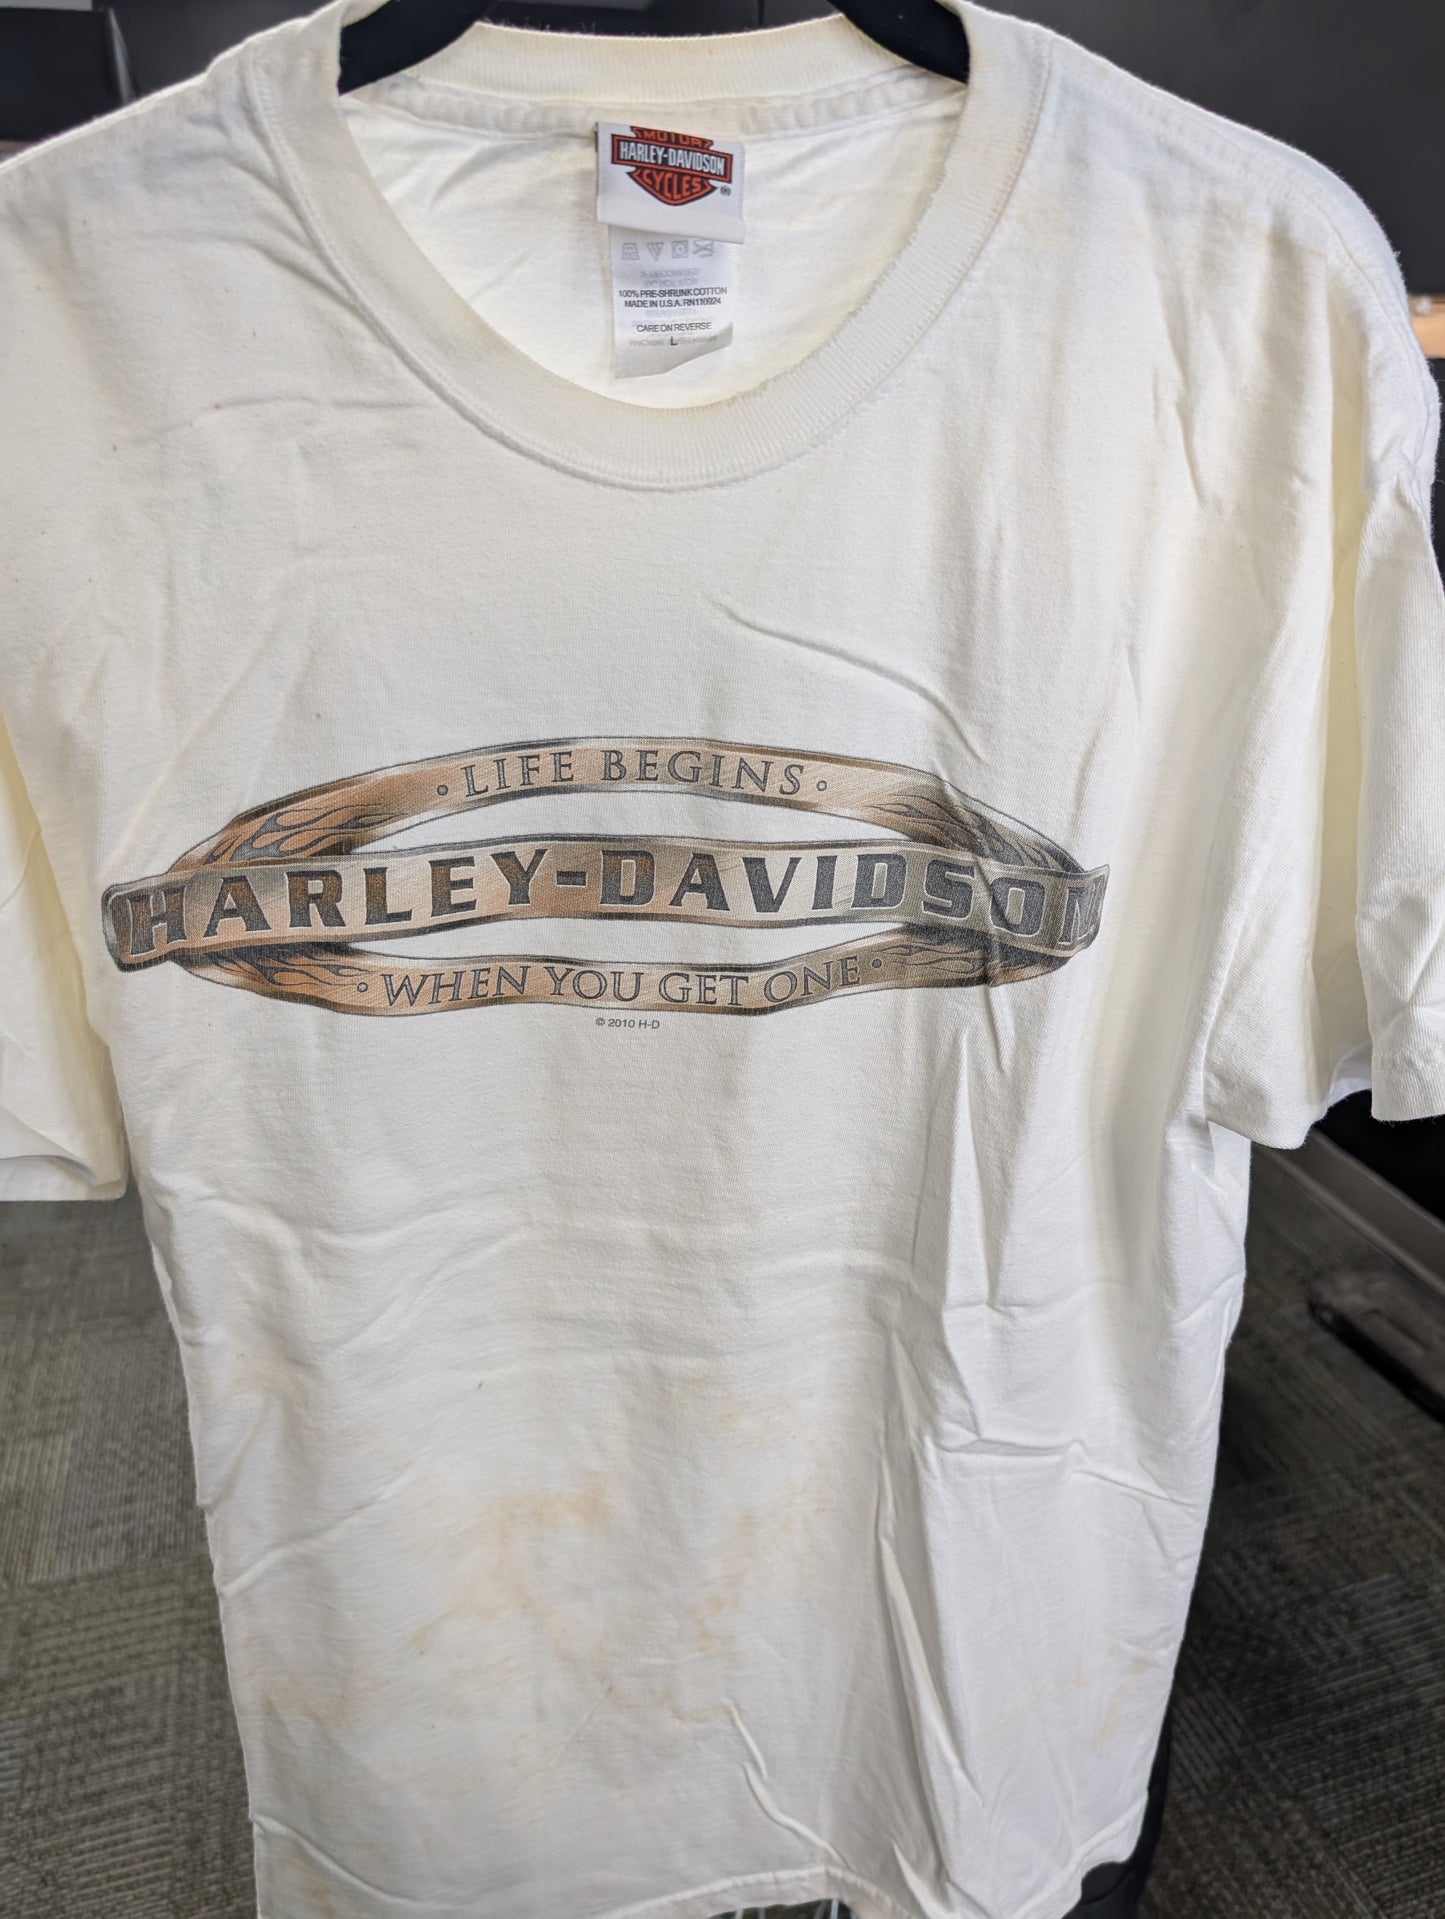 MOTOR
HARLEY-DAVIDSON
CYCLES
®
100% PRE-SHRUNK COTTON
MADE IN U.S.A. RN110924
CARE ON REVERSE
L
· LIFE BEGINS ·
HARLEY-DAVIDSON
· WHEN YOU GET ONE ·
© 2010 H-D